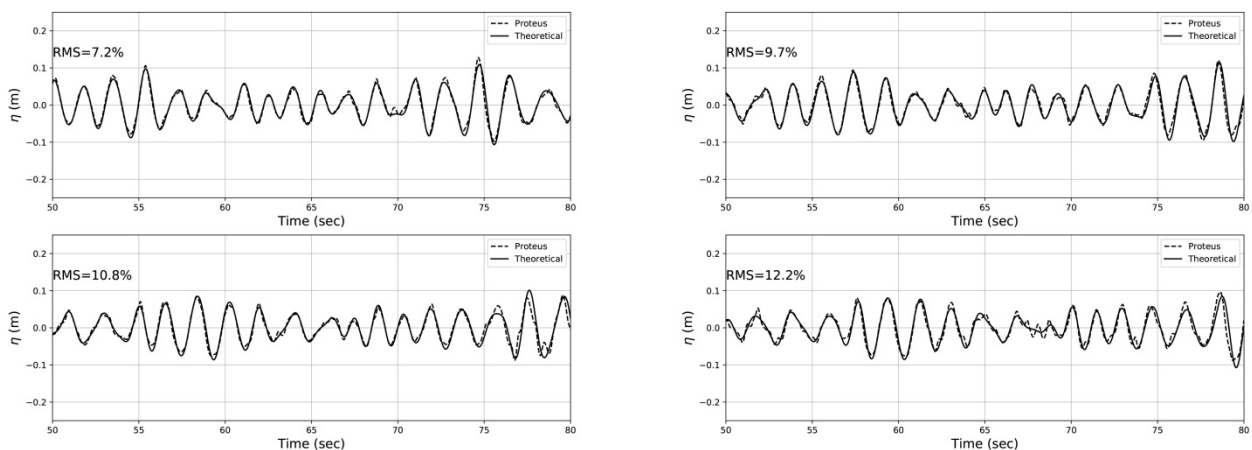 0.2
0.1
0.0
−0.1
−0.2
η (m)
RMS=7.2%
Proteus
Theoretical
50 55 60 65 70 75 80
Time (sec)
0.2
0.1
0.0
−0.1
−0.2
η (m)
RMS=9.7%
Proteus
Theoretical
50 55 60 65 70 75 80
Time (sec)
0.2
0.1
0.0
−0.1
−0.2
η (m)
RMS=10.8%
Proteus
Theoretical
50 55 60 65 70 75 80
Time (sec)
0.2
0.1
0.0
−0.1
−0.2
η (m)
RMS=12.2%
Proteus
Theoretical
50 55 60 65 70 75 80
Time (sec)